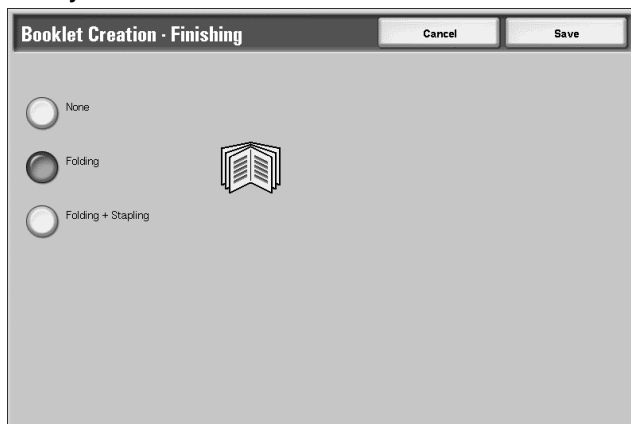 Booklet Creation - Finishing
Cancel
Save
None
Folding
Folding + Stapling